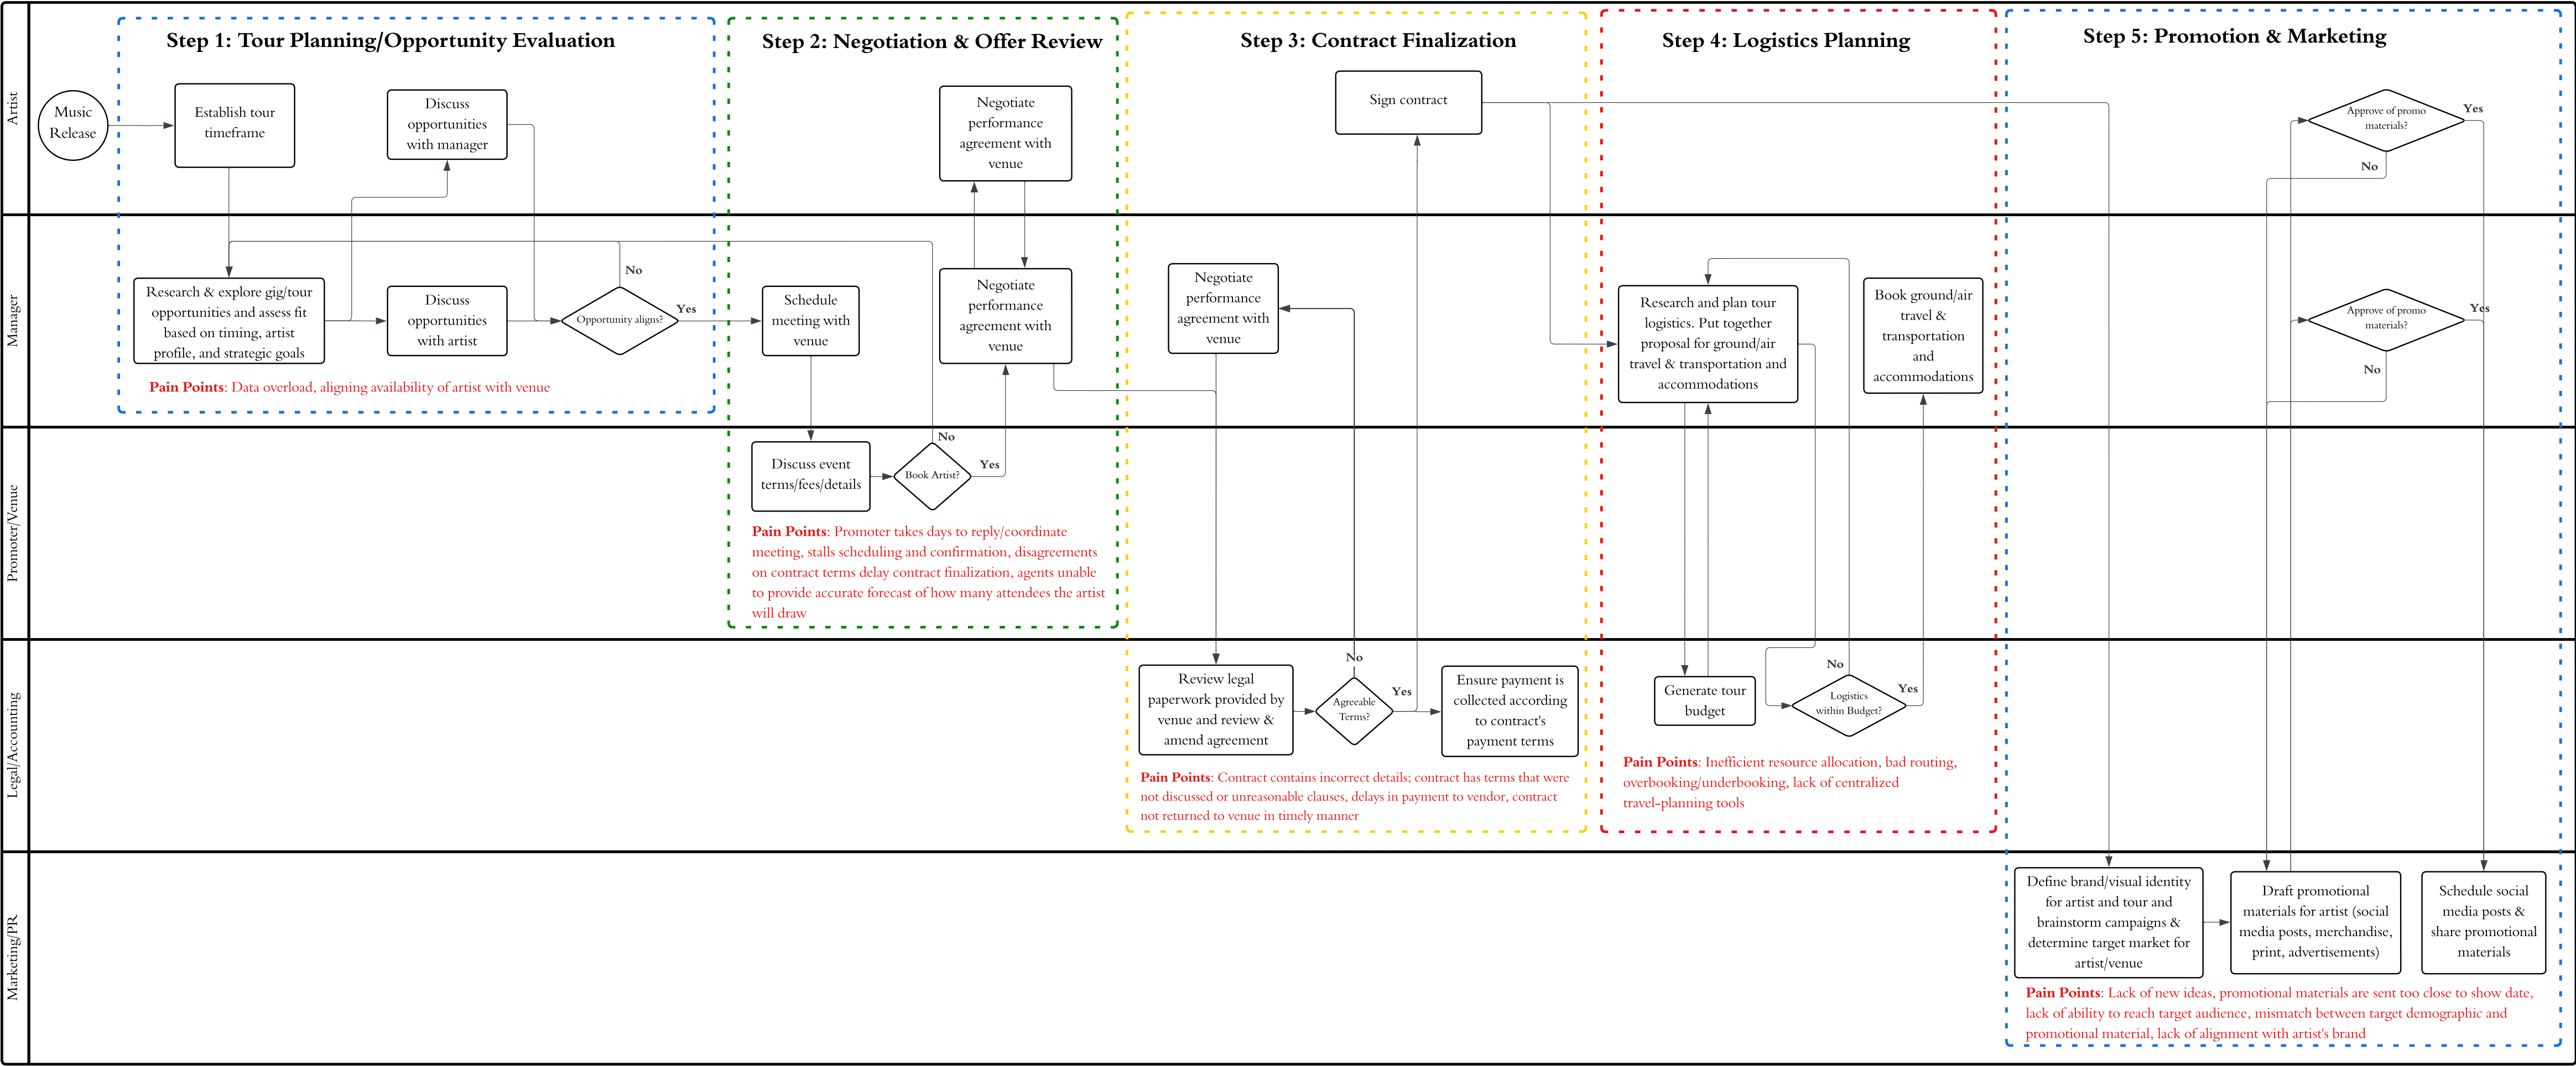 Step 1: Tour Planning/Opportunity Evaluation
Step 2: Negotiation & Offer Review
Step 3: Contract Finalization
Step 4: Logistics Planning
Step 5: Promotion & Marketing
Artist
Music
Release
Establish tour
timeframe
Discuss
opportunities
with manager
Negotiate
performance
agreement with
venue
Sign contract
Approve of promo
materials?
Yes
No
Manager
Research & explore gig/tour
opportunities and assess fit
based on timing, artist
profile, and strategic goals
Discuss
opportunities
with artist
Opportunity aligns?
No
Yes
Pain Points: Data overload, aligning availability of artist with venue
Schedule
meeting with
venue
Negotiate
performance
agreement with
venue
Negotiate
performance
agreement with
venue
Research and plan tour
logistics. Put together
proposal for ground/air
travel & transportation and
accommodations
Book ground/air
travel &
transportation
and
accommodations
Approve of promo
materials?
Yes
No
Promoter/Venue
Discuss event
terms/fees/details
Book Artist?
No
Yes
Pain Points: Promoter takes days to reply/coordinate
meeting, stalls scheduling and confirmation, disagreements
on contract terms delay contract finalization, agents unable
to provide accurate forecast of how many attendees the artist
will draw
Legal/Accounting
Review legal
paperwork provided by
venue and review &
amend agreement
Agreeable
Terms?
No
Yes
Ensure payment is
collected according
to contract's
payment terms
Pain Points: Contract contains incorrect details; contract has terms that were
not discussed or unreasonable clauses, delays in payment to vendor, contract
not returned to venue in timely manner
Generate tour
budget
Logistics
within Budget?
No
Yes
Pain Points: Inefficient resource allocation, bad routing,
overbooking/underbooking, lack of centralized
travel-planning tools
Marketing/PR
Define brand/visual identity
for artist and tour and
brainstorm campaigns &
determine target market for
artist/venue
Draft promotional
materials for artist (social
media posts, merchandise,
print, advertisements)
Schedule social
media posts &
share promotional
materials
Pain Points: Lack of new ideas, promotional materials are sent too close to show date,
lack of ability to reach target audience, mismatch between target demographic and
promotional material, lack of alignment with artist's brand